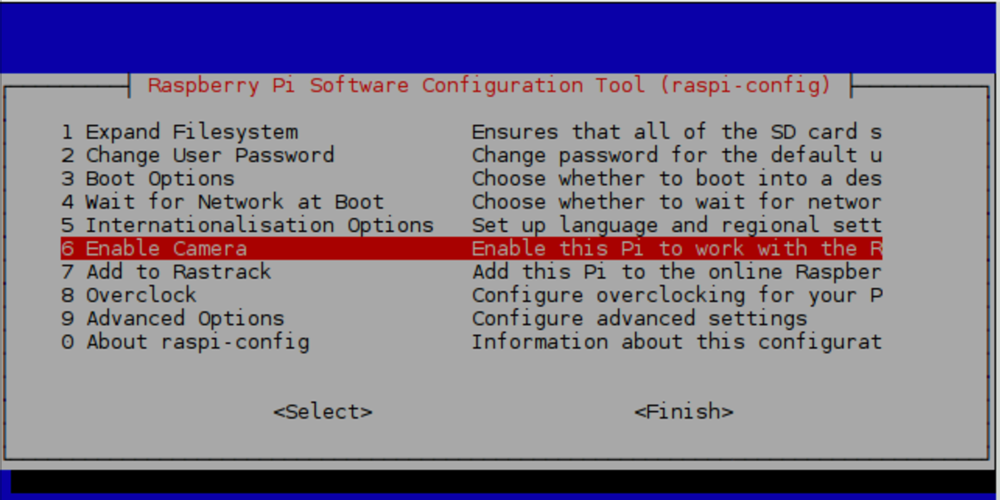 Raspberry Pi Software Configuration Tool (raspi-config)
1 Expand Filesystem Ensures that all of the SD card s
2 Change User Password Change password for the default u
3 Boot Options Choose whether to boot into a des
4 Wait for Network at Boot Choose whether to wait for networ
5 Internationalisation Options Set up language and regional sett
6 Enable Camera Enable this Pi to work with the R
7 Add to Rastrack Add this Pi to the online Raspber
8 Overclock Configure overclocking for your P
9 Advanced Options Configure advanced settings
0 About raspi-config Information about this configurat
<Select> <Finish>